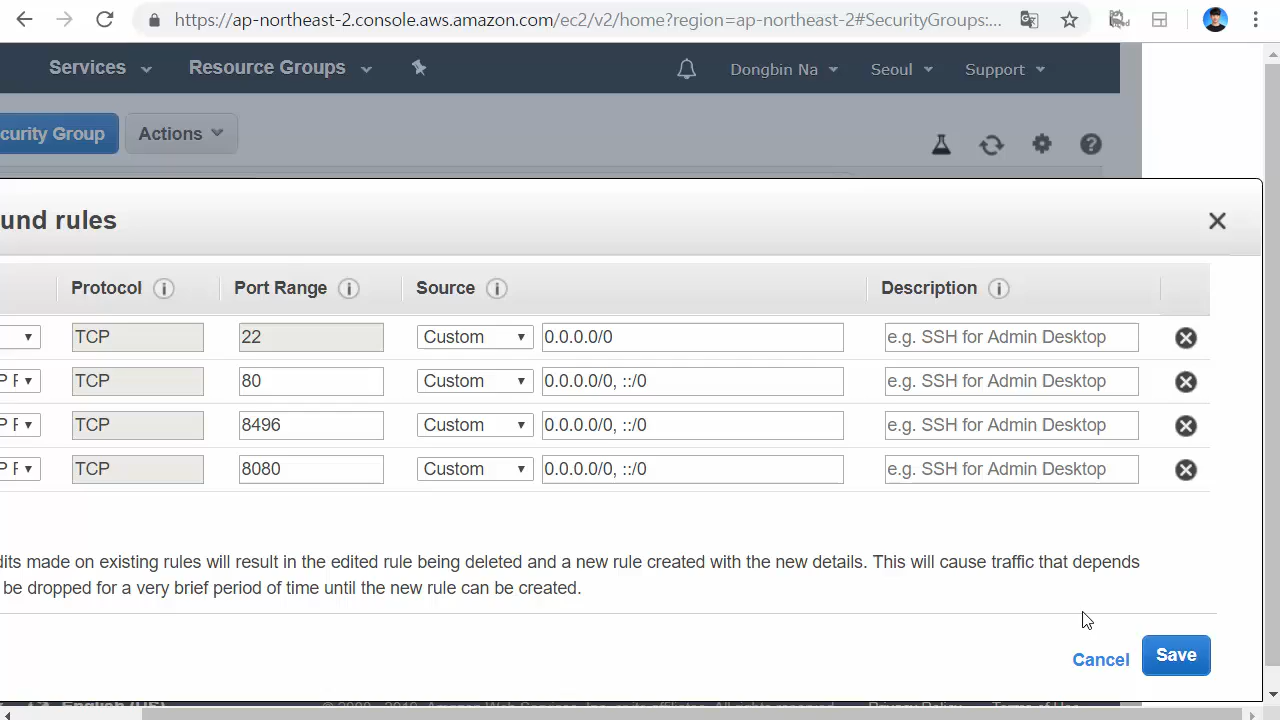 https://ap-northeast-2.console.aws.amazon.com/ec2/v2/home?region=ap-northeast-2#SecurityGroups:...
Services Resource Groups Dongbin Na Seoul Support
curity Group Actions
und rules
Protocol Port Range Source Description
TCP 22 Custom 0.0.0.0/0 e.g. SSH for Admin Desktop
P F TCP 80 Custom 0.0.0.0/0, ::/0 e.g. SSH for Admin Desktop
P F TCP 8496 Custom 0.0.0.0/0, ::/0 e.g. SSH for Admin Desktop
P F TCP 8080 Custom 0.0.0.0/0, ::/0 e.g. SSH for Admin Desktop
dits made on existing rules will result in the edited rule being deleted and a new rule created with the new details. This will cause traffic that depends
be dropped for a very brief period of time until the new rule can be created.
Cancel Save